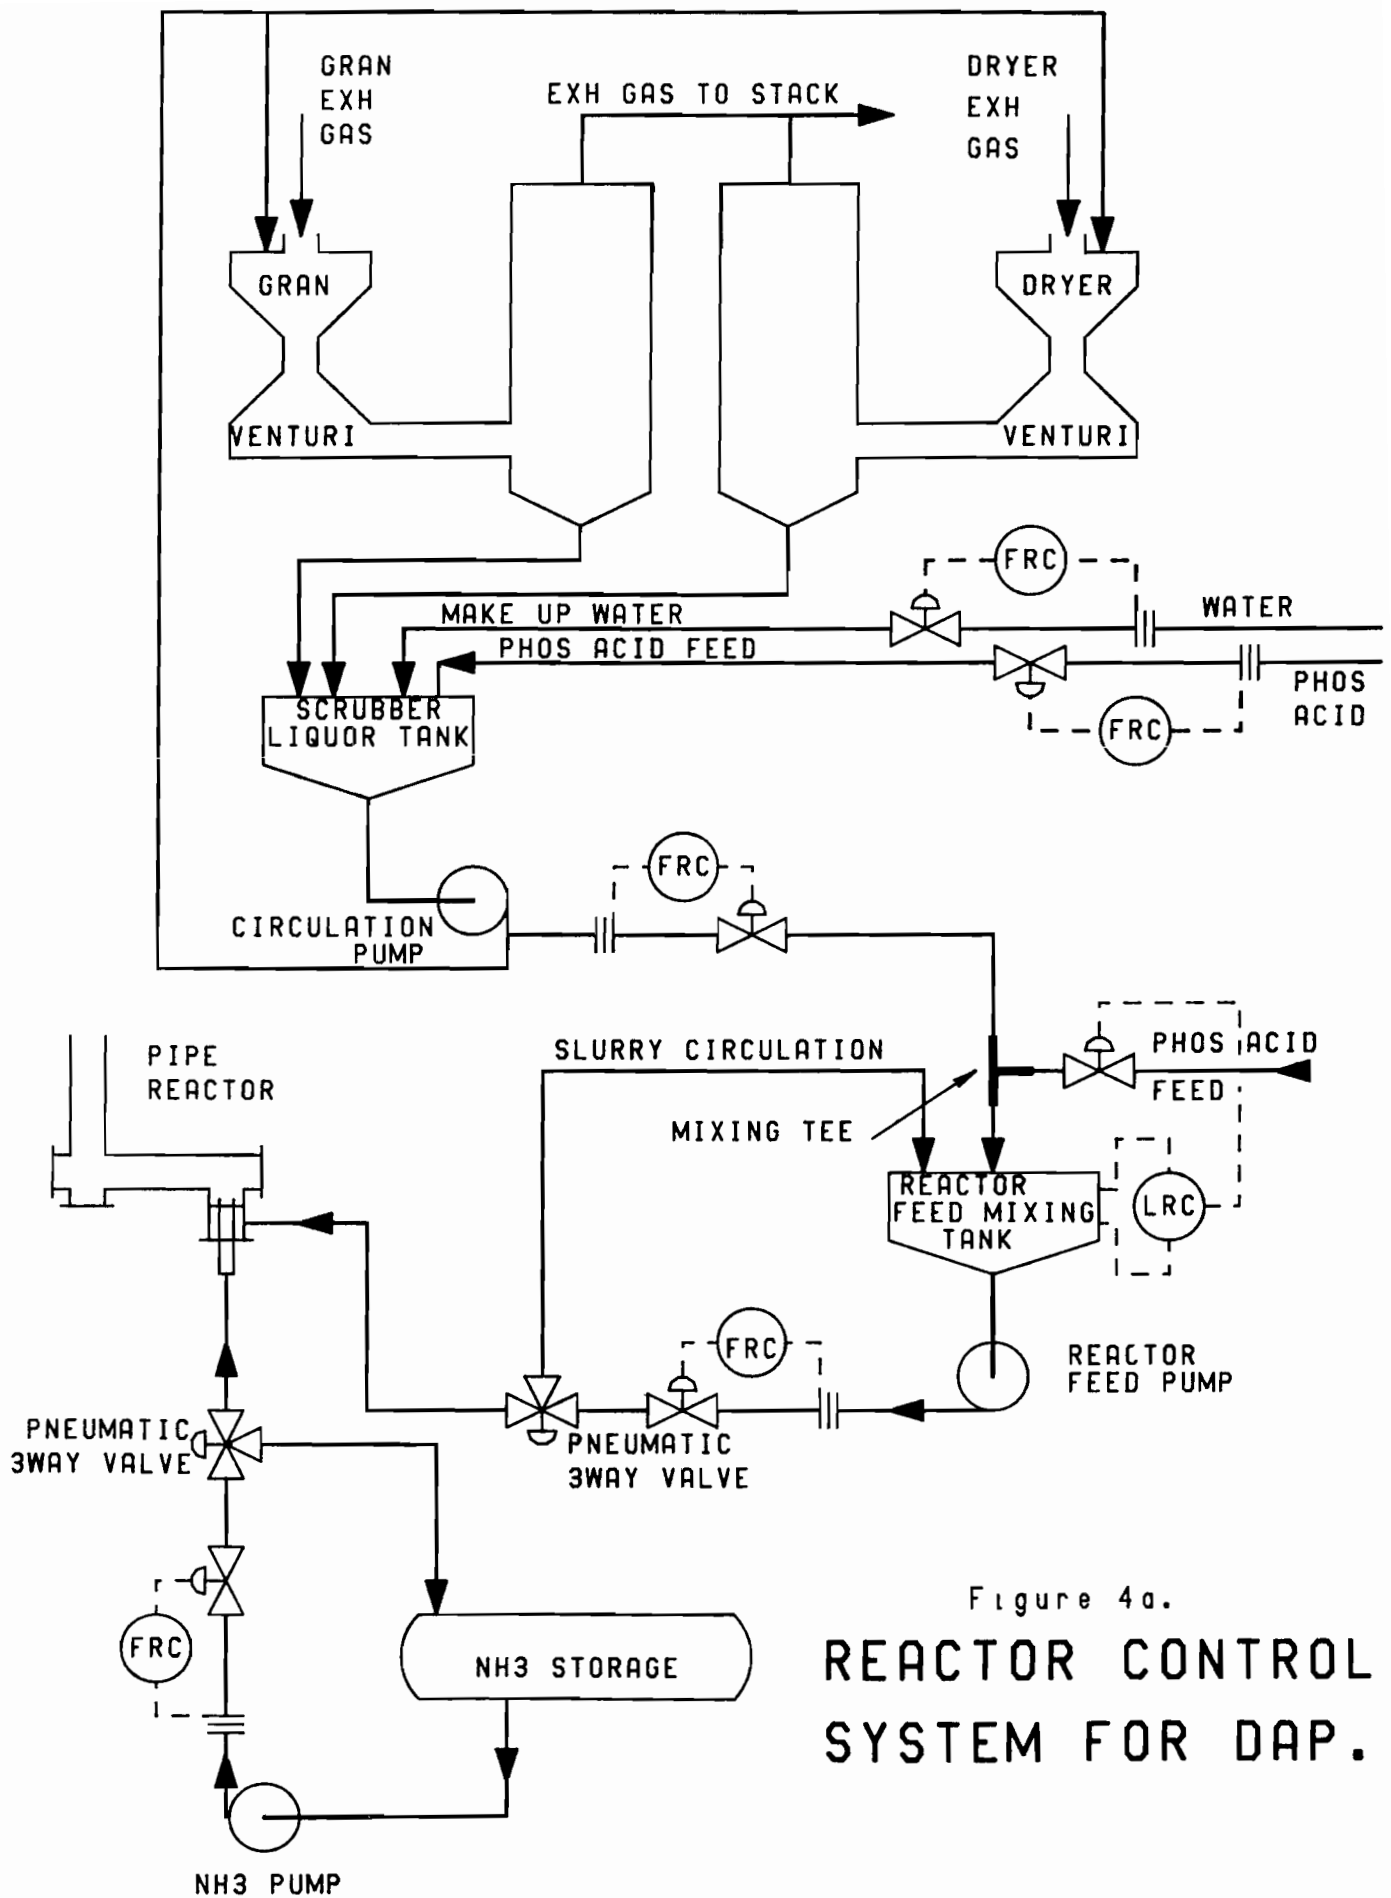 GRAN
EXH
GAS
EXH GAS TO STACK
DRYER
EXH
GAS
GRAN
DRYER
VENTURI
VENTURI
FRC
MAKE UP WATER
WATER
PHOS ACID FEED
PHOS
ACID
FRC
SCRUBBER
LIQUOR TANK
FRC
CIRCULATION
PUMP
PIPE
REACTOR
SLURRY CIRCULATION
PHOS ACID
FEED
MIXING TEE
REACTOR
FEED MIXING
TANK
LRC
FRC
REACTOR
FEED PUMP
PNEUMATIC
3WAY VALVE
PNEUMATIC
3WAY VALVE
FRC
NH3 STORAGE
NH3 PUMP
Figure 4a.
REACTOR CONTROL
SYSTEM FOR DAP.